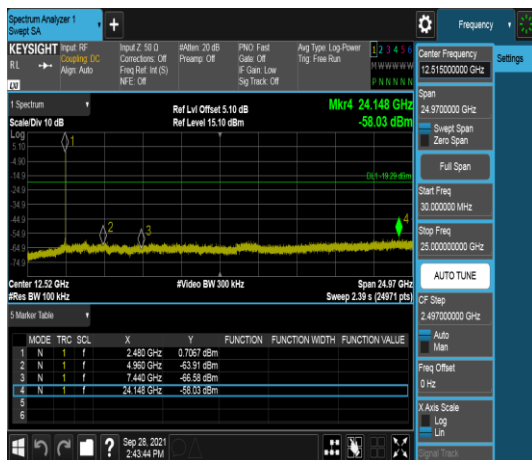 Spectrum Analyzer 1
Swept SA
Frequency
KEYSIGHT
RL
Input: RF
Coupling: DC
Align: Auto
Input Z: 50 Ω
Corrections: Off
Freq Ref: Int (S)
NFE: Off
#Atten: 20 dB
Preamp: Off
PNO: Fast
Gate: Off
IF Gain: Low
Sig Track: Off
Avg Type: Log-Power
Trig: Free Run
1 2 3 4 5 6
M W W W W W
P N N N N N
LXI
Center Frequency
12.515000000 GHz
Settings
Span
24.9700000 GHz
Swept Span
Zero Span
Full Span
Start Freq
30.000000 MHz
Stop Freq
25.000000000 GHz
AUTO TUNE
CF Step
2.497000000 GHz
Auto
Man
Freq Offset
0 Hz
X Axis Scale
Log
Lin
Signal Track
1 Spectrum
Scale/Div 10 dB
Ref Lvl Offset 5.10 dB
Ref Level 15.10 dBm
Mkr4 24.148 GHz
-58.03 dBm
Log
5.10
-4.90
-14.9
-24.9
-34.9
-44.9
-54.9
-64.9
-74.9
1
2
3
4
DL1 -19.29 dBm
Center 12.52 GHz
#Res BW 100 kHz
#Video BW 300 kHz
Span 24.97 GHz
Sweep 2.39 s (24971 pts)
5 Marker Table
MODE TRC SCL X Y FUNCTION FUNCTION WIDTH FUNCTION VALUE
1 N 1 f 2.480 GHz 0.7067 dBm
2 N 1 f 4.960 GHz -63.91 dBm
3 N 1 f 7.440 GHz -66.58 dBm
4 N 1 f 24.148 GHz -58.03 dBm
5
6
?
Sep 28, 2021
2:43:44 PM